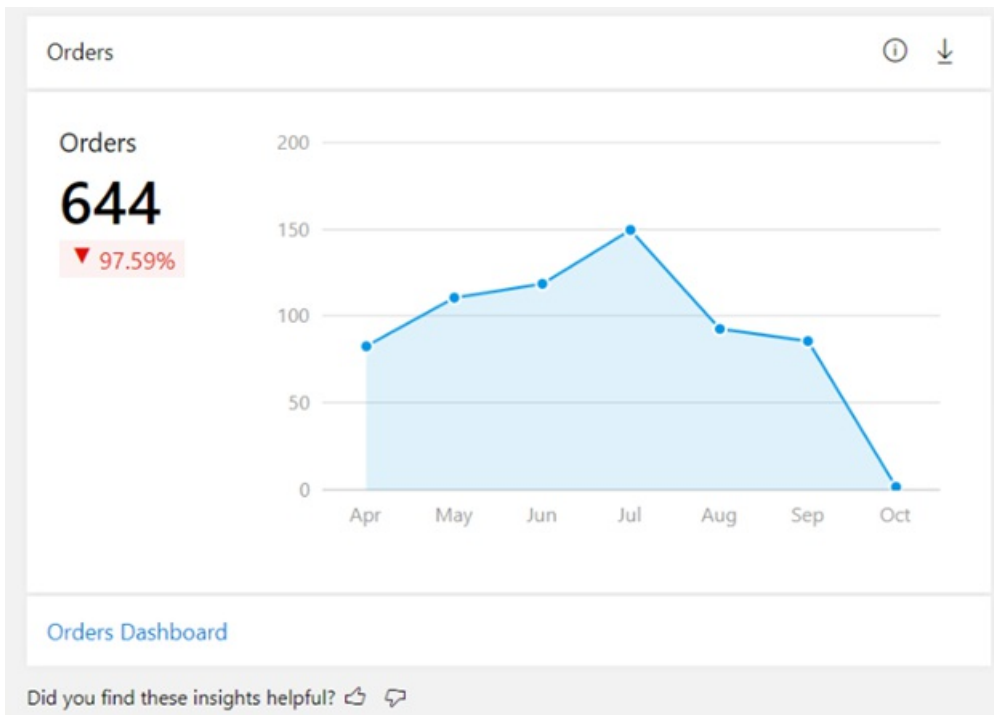 Orders
Orders
644
▼ 97.59%
200
150
100
50
0
Apr May Jun Jul Aug Sep Oct
Orders Dashboard
Did you find these insights helpful?